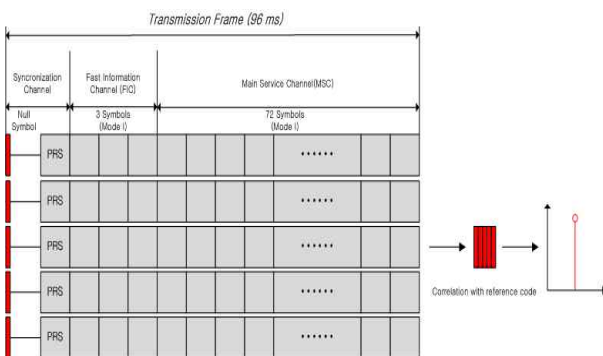 Transmission Frame (96 ms)
Syncronization
Channel
Fast Information
Channel (FIC)
Main Service Channel(MSC)
Null
Symbol
3 Symbols
(Mode I)
72 Symbols
(Mode I)
PRS
PRS
PRS
PRS
PRS
Correlation with reference code